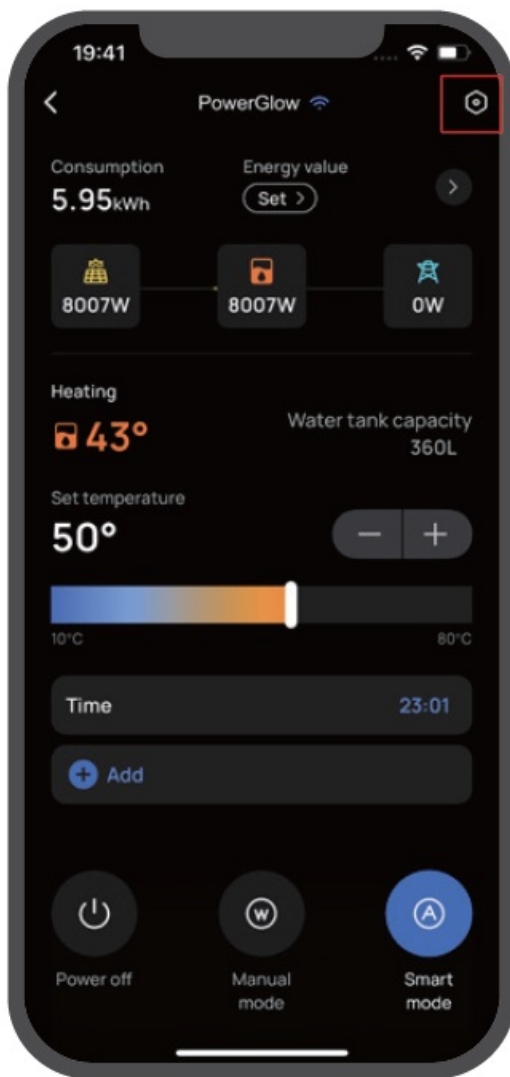 19:41
PowerGlow
Consumption
Energy value
5.95kWh
Set >
8007W
8007W
0W
Heating
43°
Water tank capacity
360L
Set temperature
50°
10°C
80°C
Time
23:01
Add
Power off
Manual
mode
Smart
mode